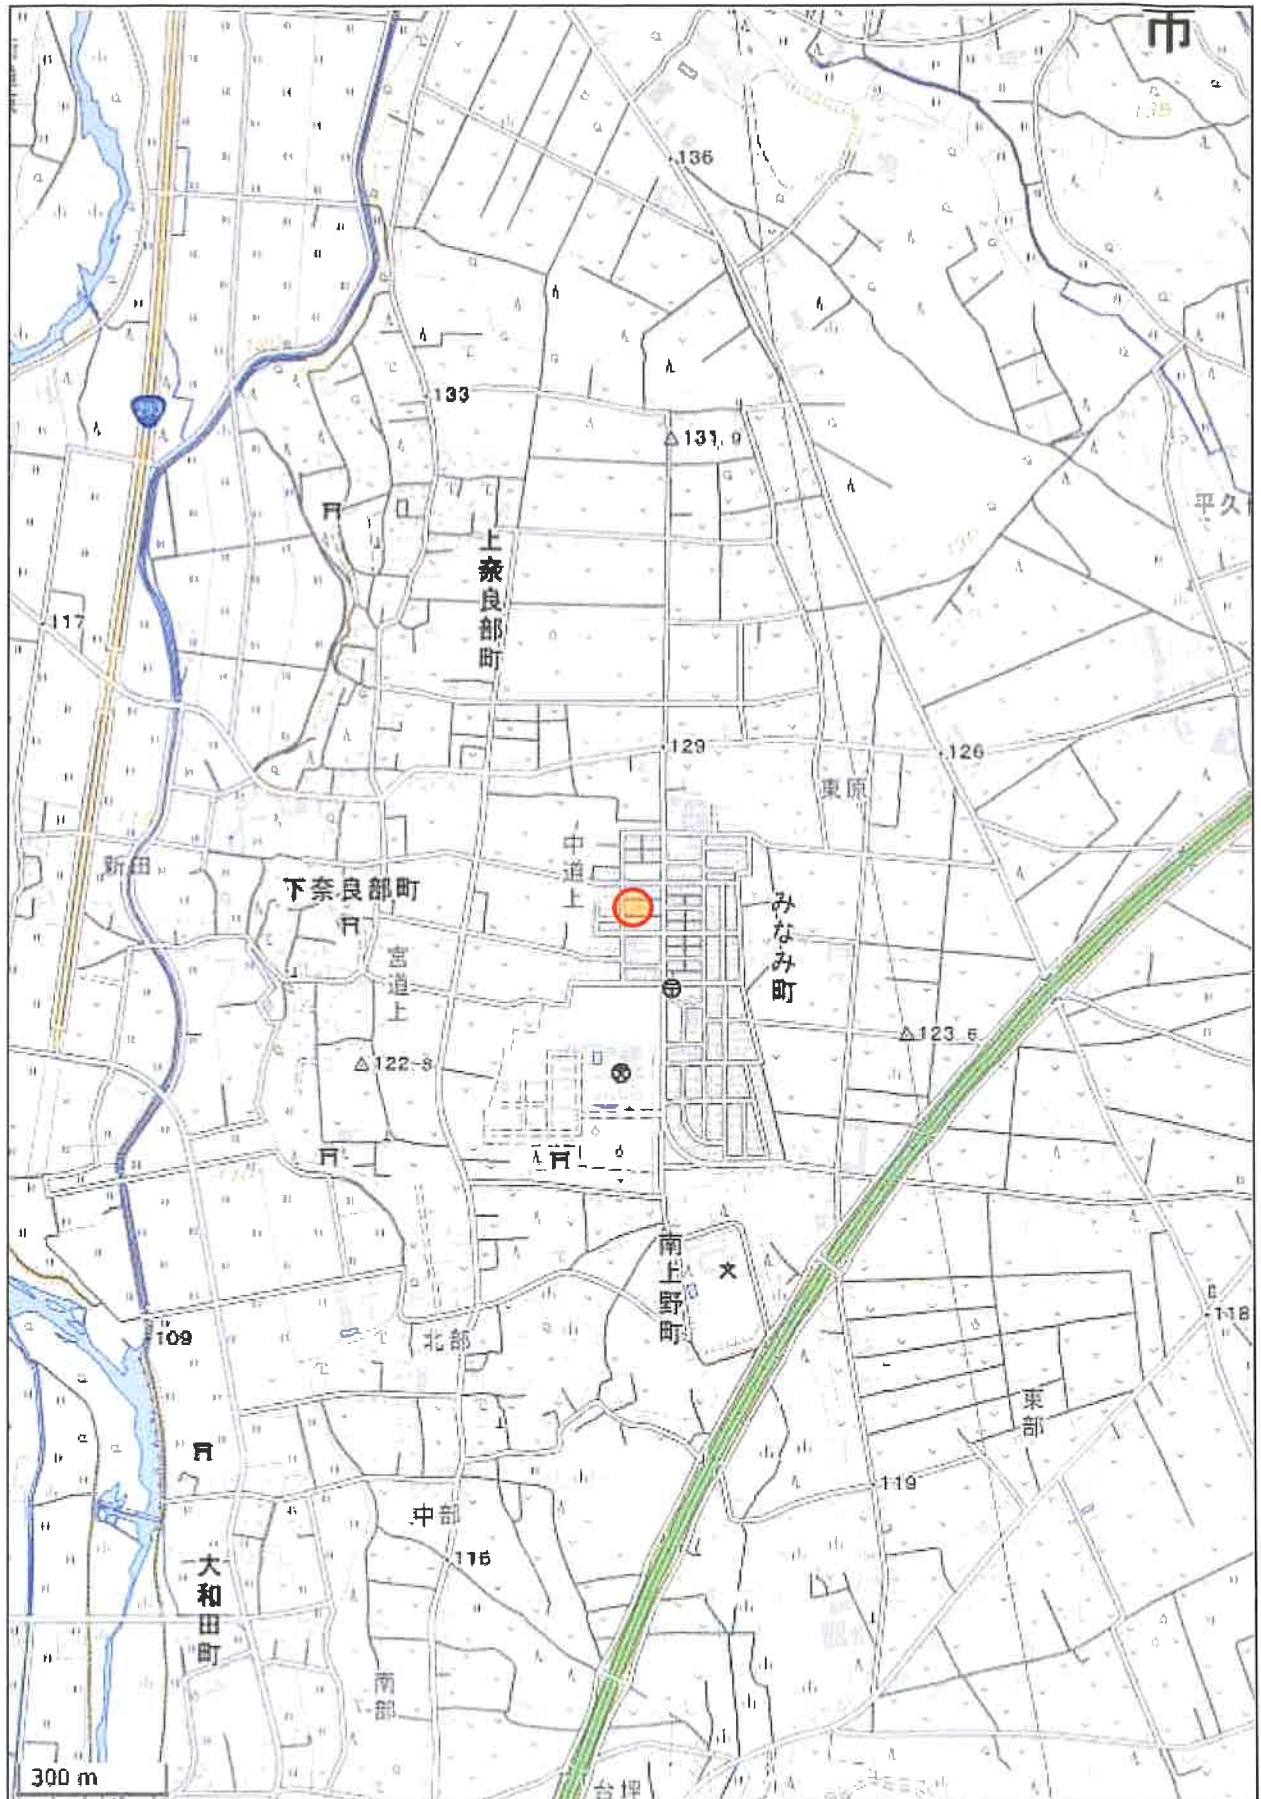 市
136
133
293
131.9
平久
上奈良部町
117
129
126
東原
中道上
新田
下奈良部町
みなみ町
宮道上
123.6
122.8
南上野町
118
109
北部
東部
119
中部
116
大和田町
南部
300 m
台坪